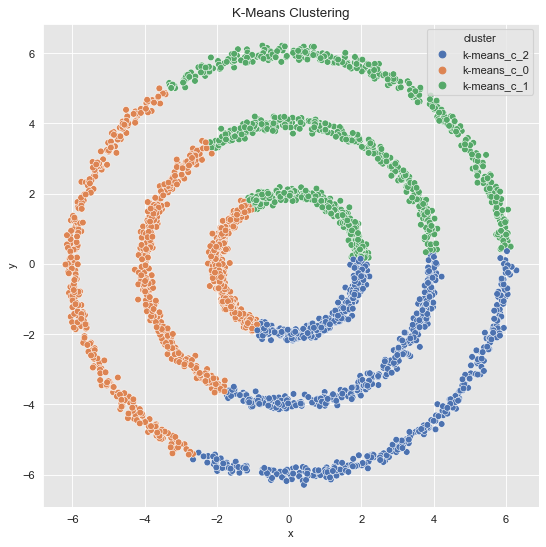 K-Means Clustering
cluster
k-means_c_2
k-means_c_0
k-means_c_1
6
4
2
0
−2
−4
−6
y
−6 −4 −2 0 2 4 6
x